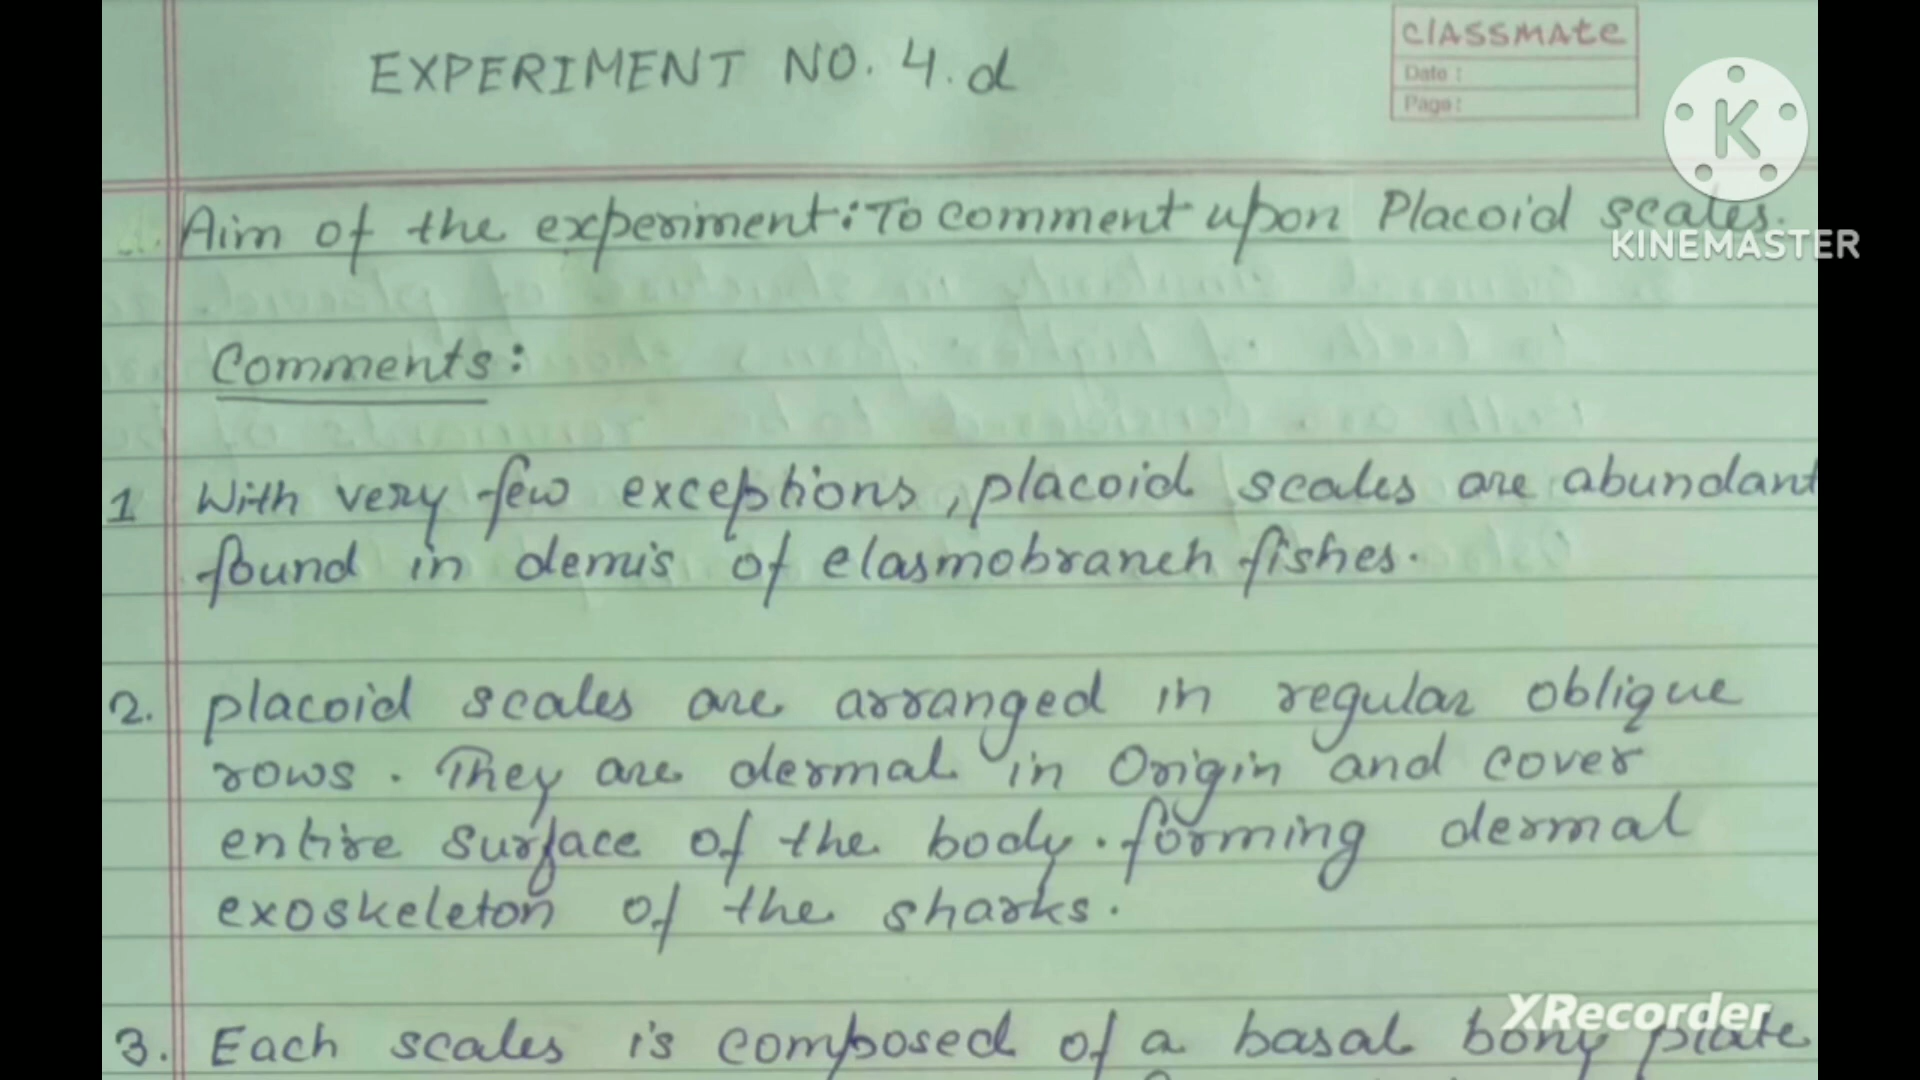 EXPERIMENT NO. 4.d
CLASSMATE
Date :
Page :
K
Aim of the experiment: To comment upon Placoid scales.
KINEMASTER
Comments:
1 With very few exceptions, placoid scales are abundant
found in demis of elasmobranch fishes.
2. placoid scales are arranged in regular oblique
rows. They are dermal in Origin and cover
entire surface of the body. forming dermal
exoskeleton of the sharks.
XRecorder
3. Each scales is composed of a basal bony plate